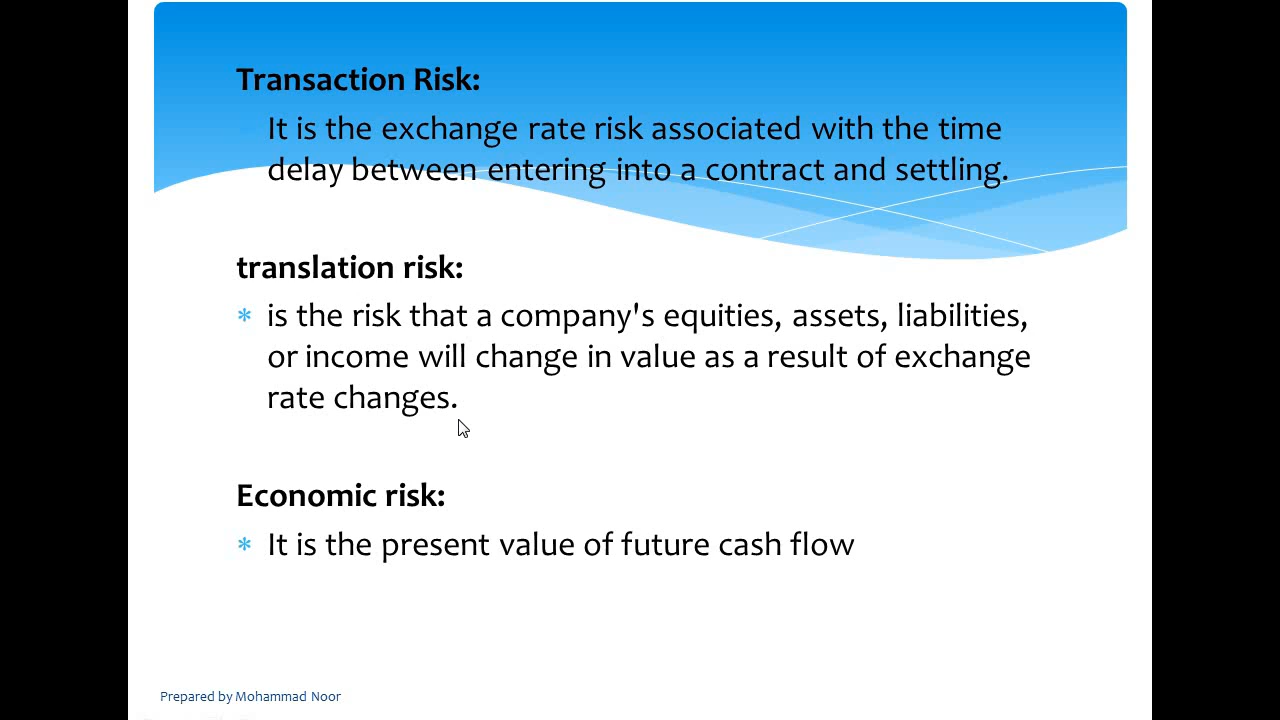 Transaction Risk:
It is the exchange rate risk associated with the time
delay between entering into a contract and settling.
translation risk:
* is the risk that a company's equities, assets, liabilities,
or income will change in value as a result of exchange
rate changes.
Economic risk:
* It is the present value of future cash flow
Prepared by Mohammad Noor